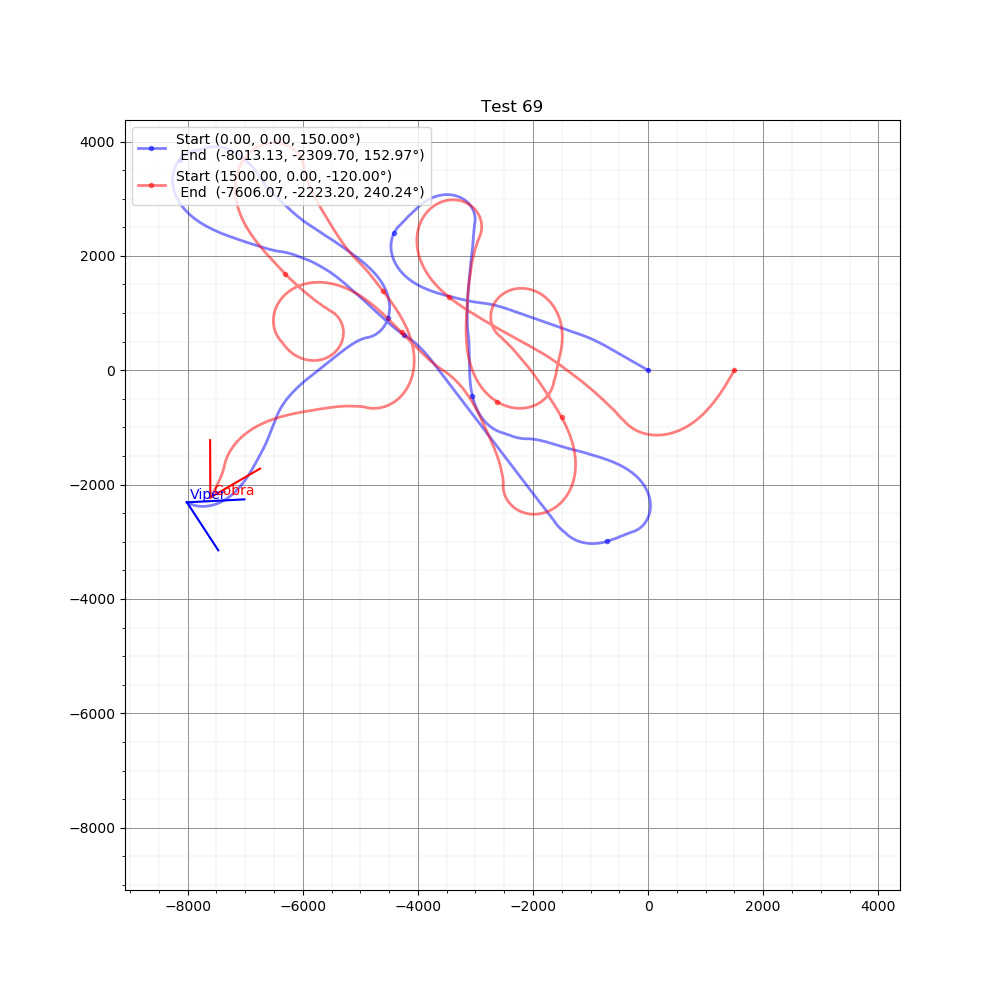 Test 69
Start (0.00, 0.00, 150.00°)
End (-8013.13, -2309.70, 152.97°)
Start (1500.00, 0.00, -120.00°)
End (-7606.07, -2223.20, 240.24°)
4000
2000
0
−2000
−4000
−6000
−8000
Viper
Cobra
−8000 −6000 −4000 −2000 0 2000 4000